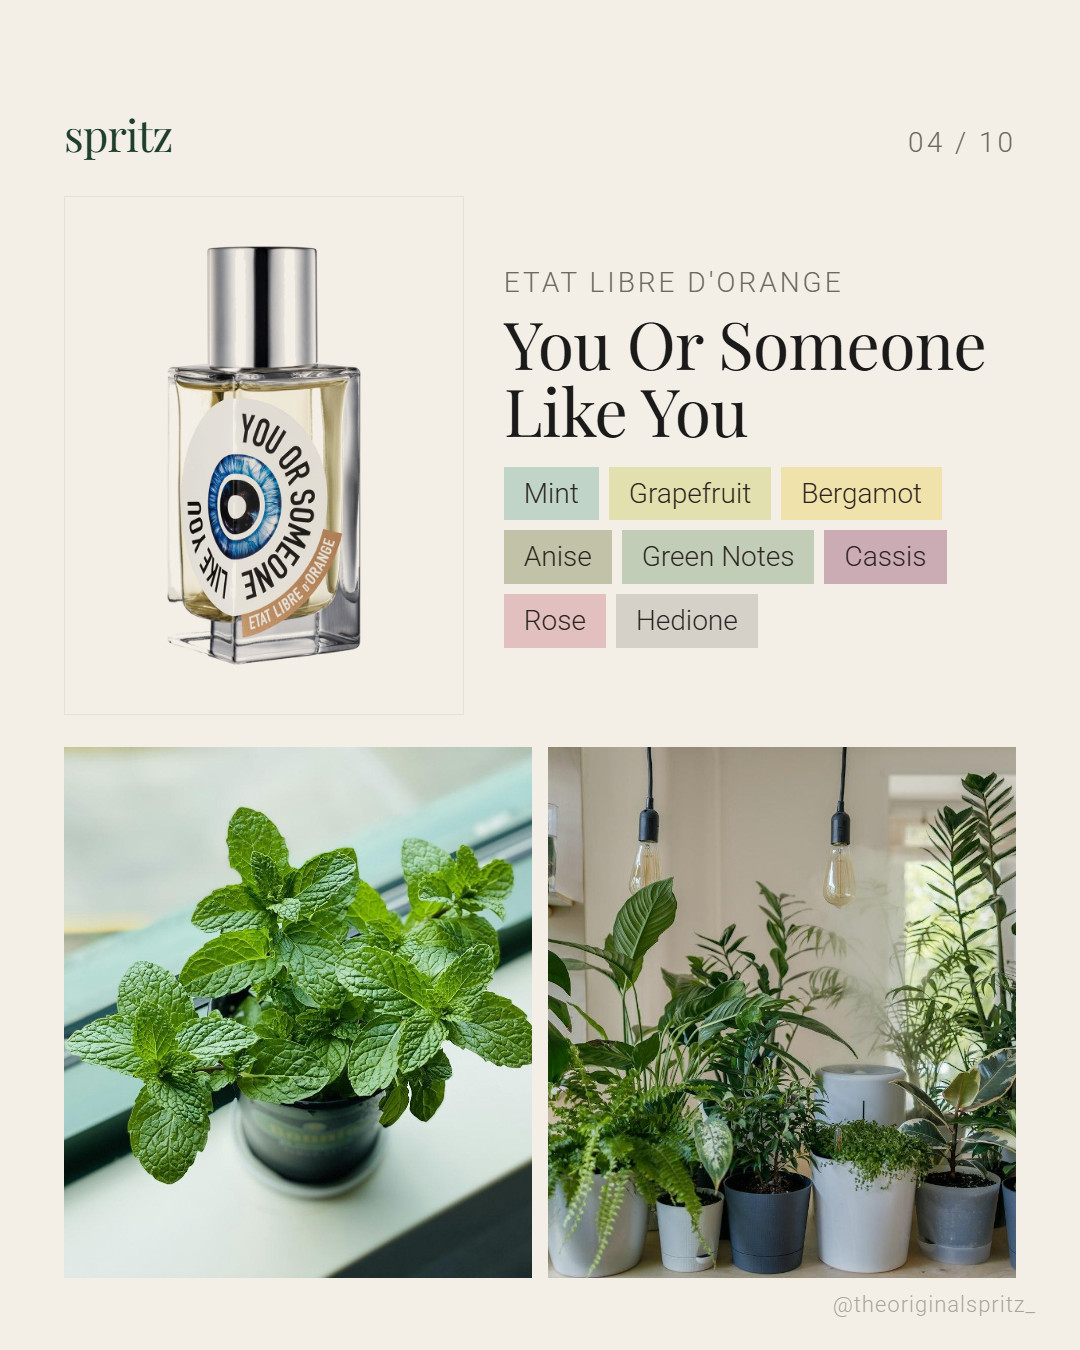 spritz
04 / 10
YOU OR SOMEONE
LIKE YOU
ETAT LIBRE D'ORANGE
ETAT LIBRE D'ORANGE
You Or Someone
Like You
Mint
Grapefruit
Bergamot
Anise
Green Notes
Cassis
Rose
Hedione
@theoriginalspritz_